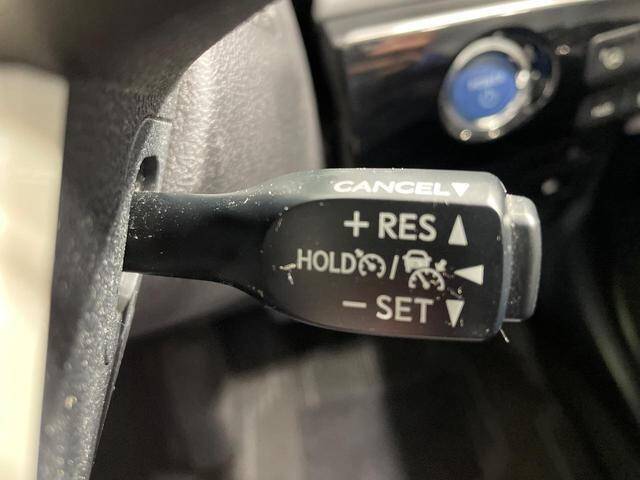 CANCEL▼
+ RES ▲
HOLD / ◀
− SET ▼